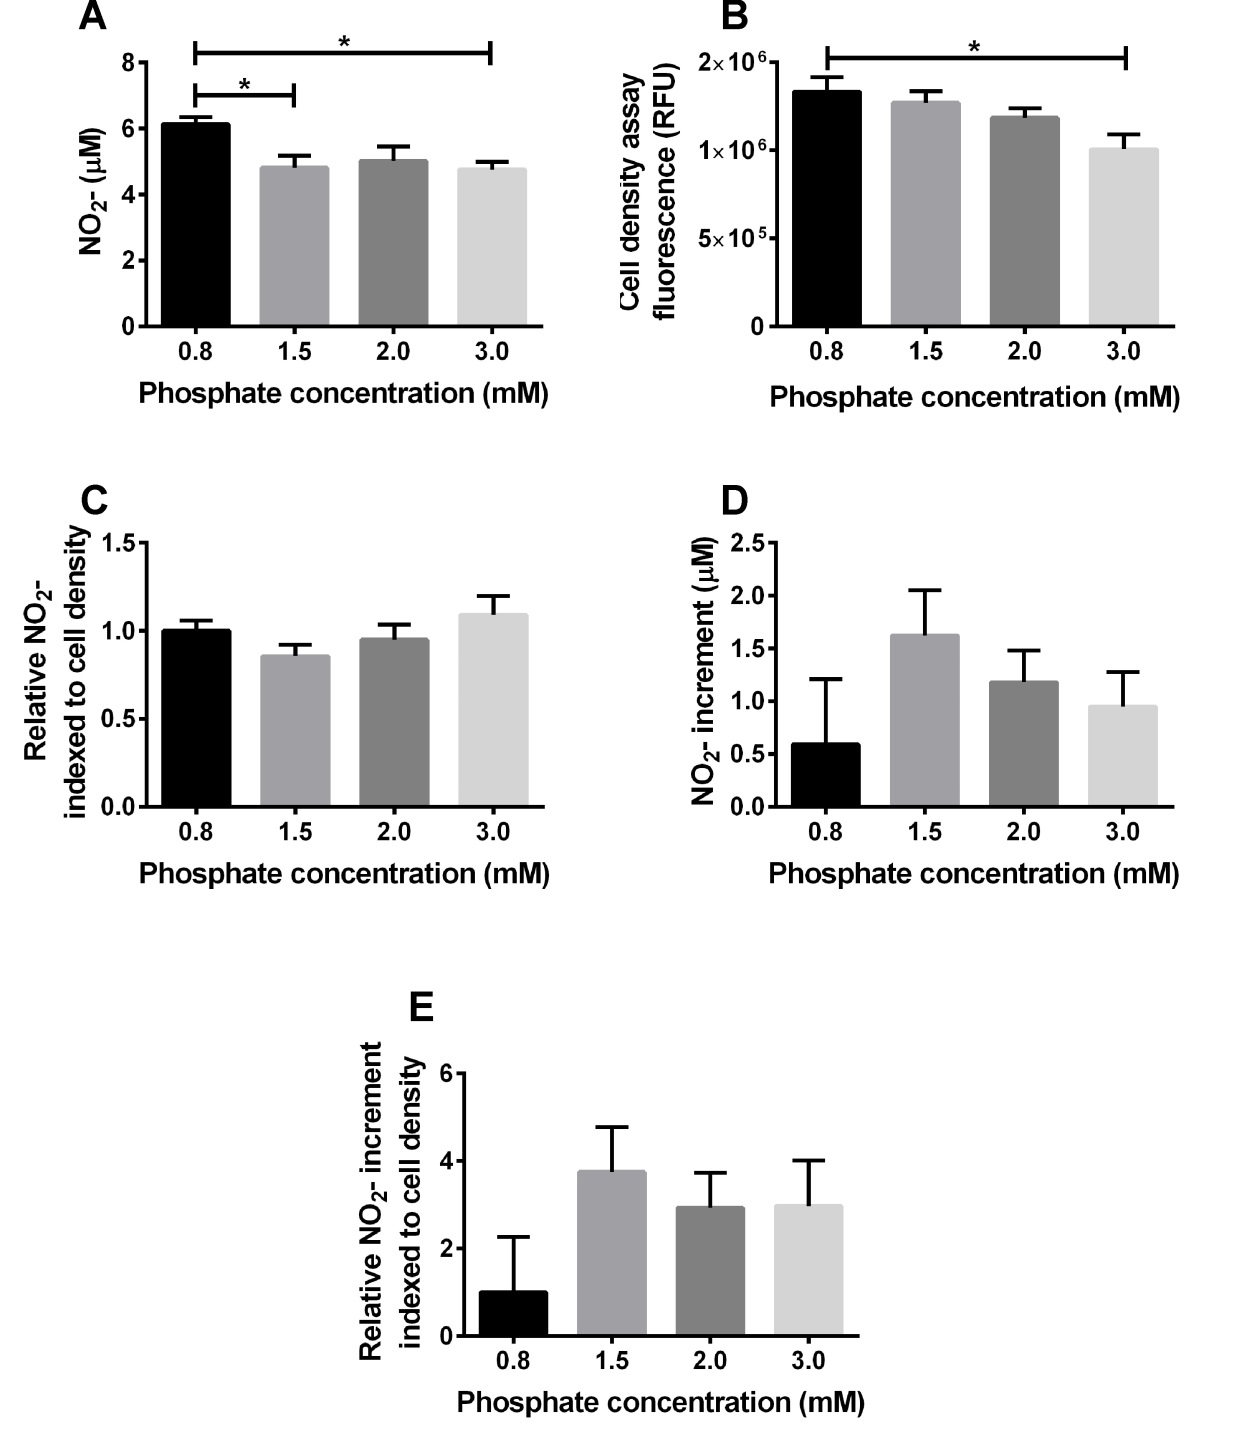 A
*
*
8
6
4
2
0
NO2- (μM)
0.8 1.5 2.0 3.0
Phosphate concentration (mM)
B
*
2×10⁶
1×10⁶
5×10⁵
0
Cell density assay
fluorescence (RFU)
0.8 1.5 2.0 3.0
Phosphate concentration (mM)
C
1.5
1.0
0.5
0.0
Relative NO2-
indexed to cell density
0.8 1.5 2.0 3.0
Phosphate concentration (mM)
D
2.5
2.0
1.5
1.0
0.5
0.0
NO2- increment (μM)
0.8 1.5 2.0 3.0
Phosphate concentration (mM)
E
6
4
2
0
Relative NO2- increment
indexed to cell density
0.8 1.5 2.0 3.0
Phosphate concentration (mM)